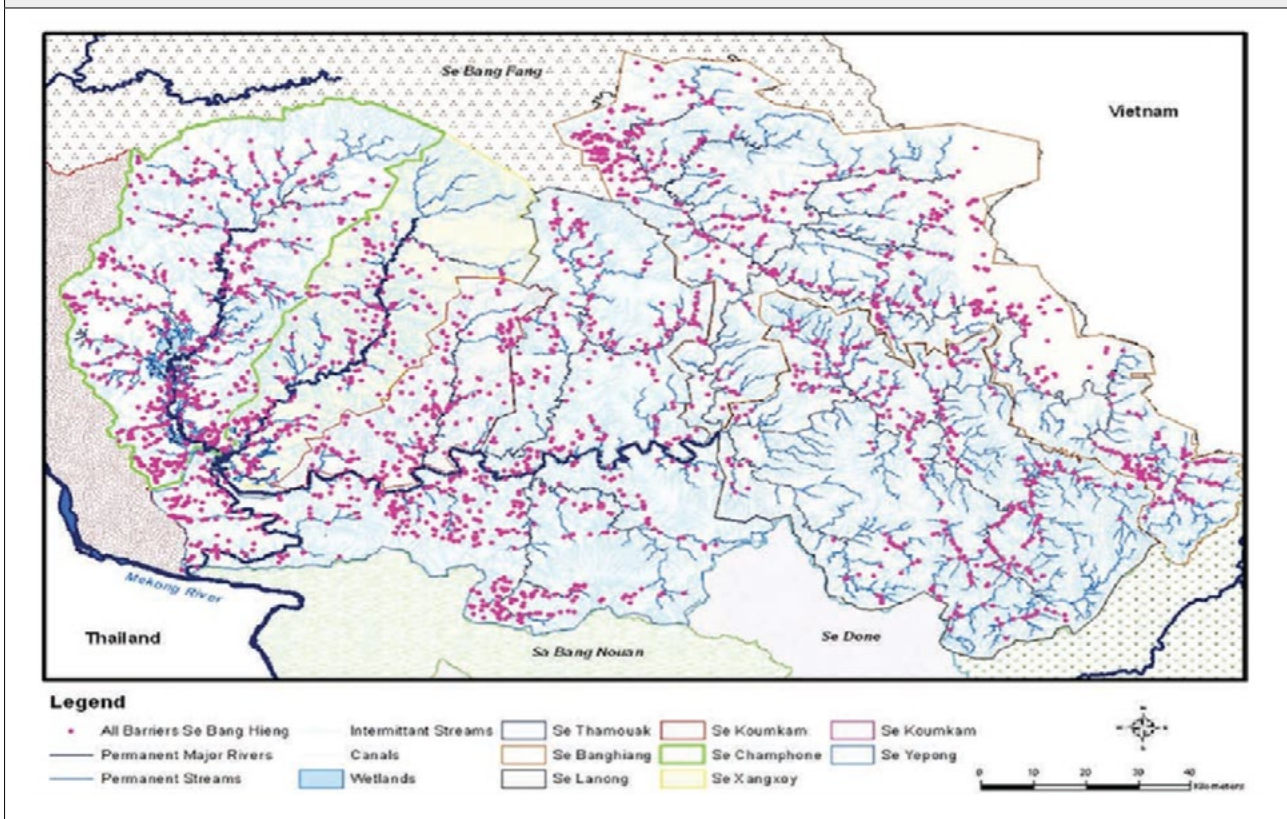 Se Bang Fang
Vietnam
Mekong River
Thailand
Sa Bang Nouan
Se Done
Legend
All Barriers Se Bang Hieng
Permanent Major Rivers
Permanent Streams
Intermittant Streams
Canals
Wetlands
Se Thamouak
Se Banghiang
Se Lanong
Se Koumkam
Se Champhone
Se Xangxoy
Se Koumkam
Se Yepong
0 10 20 30 40
Kilometers